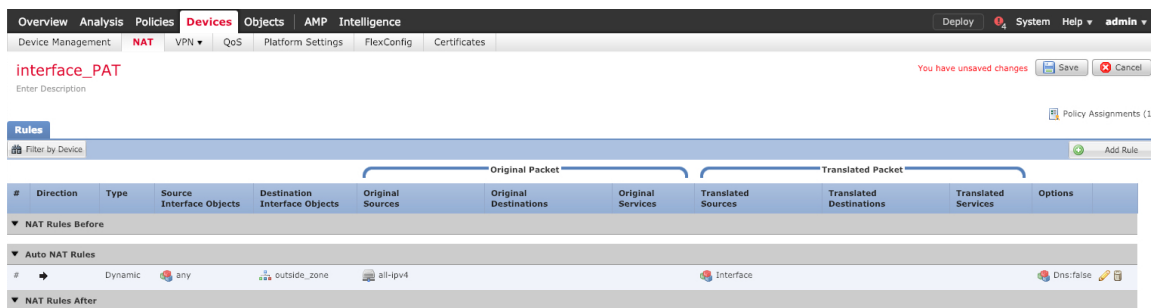 Overview Analysis Policies Devices Objects AMP Intelligence Deploy 4 System Help admin
Device Management NAT VPN QoS Platform Settings FlexConfig Certificates
interface_PAT You have unsaved changes Save Cancel
Enter Description
Policy Assignments (1
Rules
Filter by Device Add Rule
Original Packet Translated Packet
# Direction Type Source Interface Objects Destination Interface Objects Original Sources Original Destinations Original Services Translated Sources Translated Destinations Translated Services Options
NAT Rules Before
Auto NAT Rules
# Dynamic any outside_zone all-ipv4 Interface Dns:false
NAT Rules After